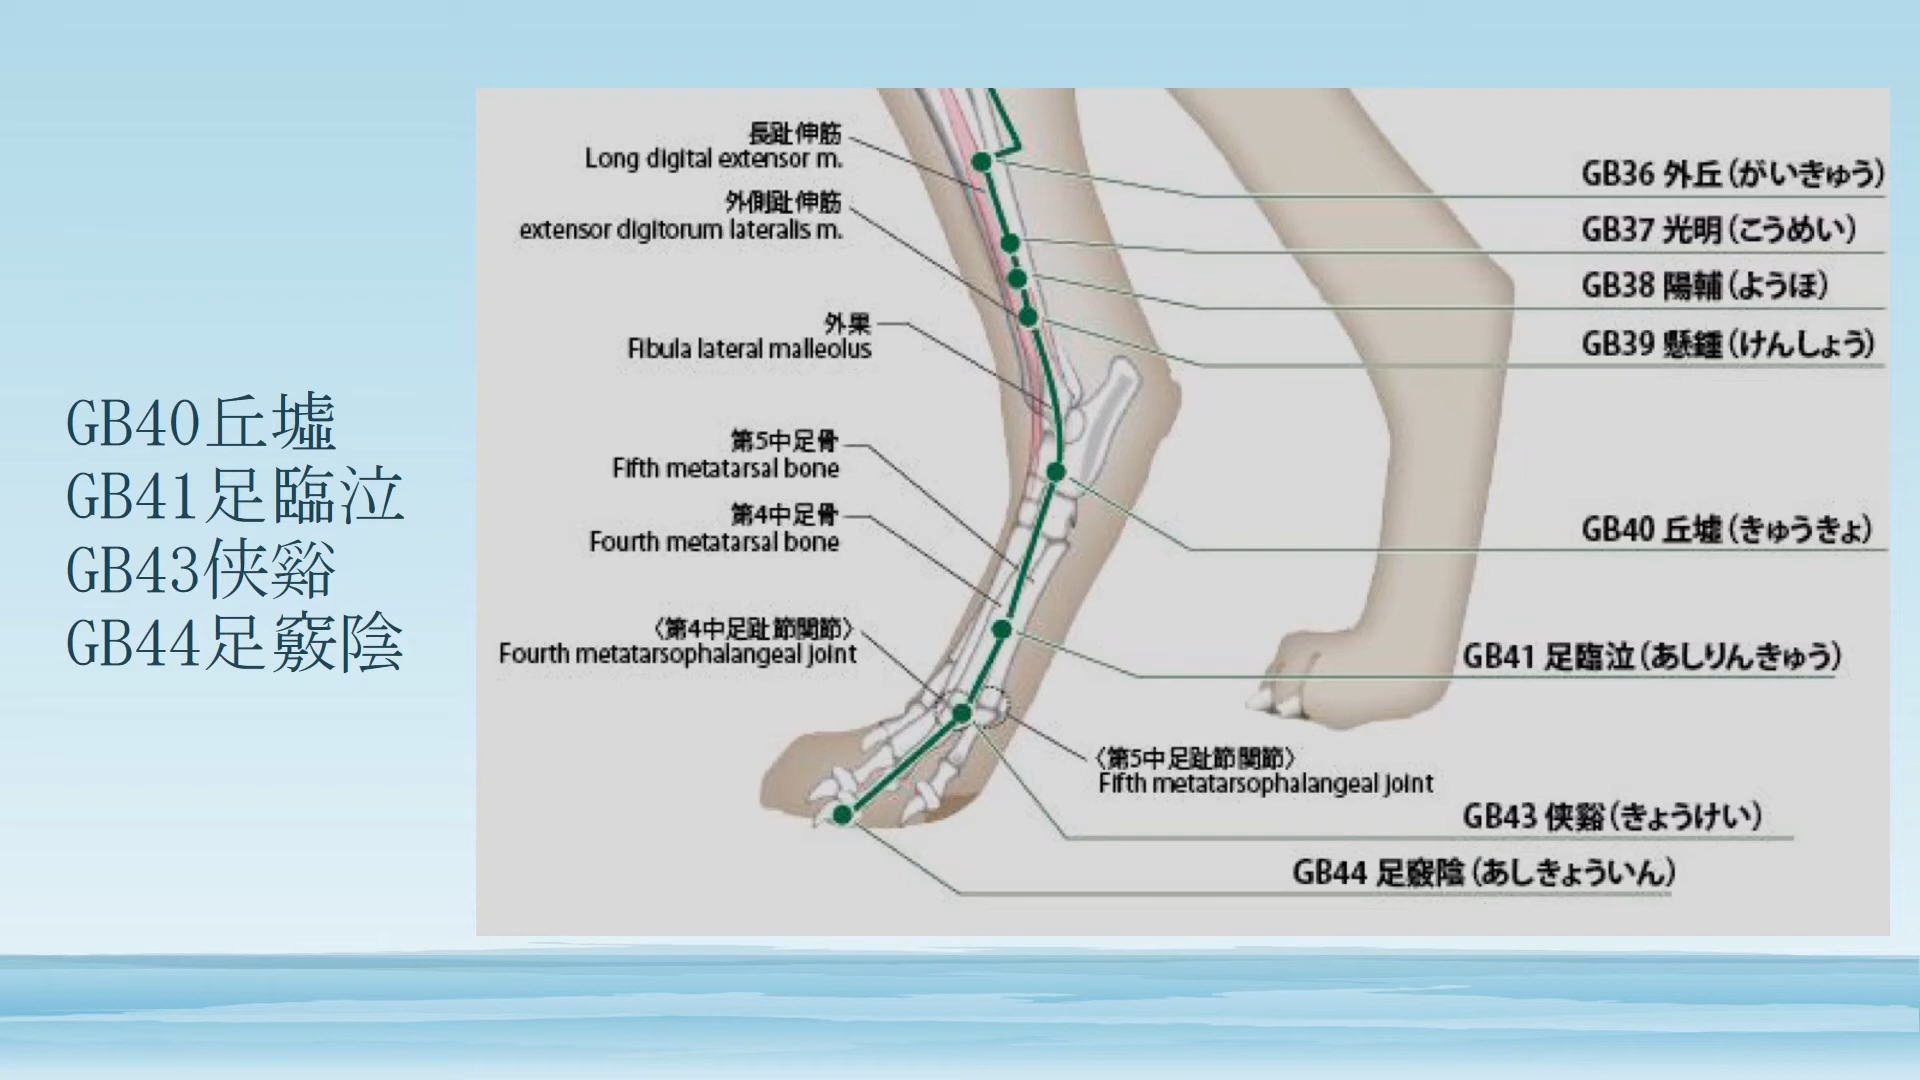 GB40丘墟
GB41足臨泣
GB43侠谿
GB44足竅陰
長趾伸筋
Long digital extensor m.
外側趾伸筋
extensor digitorum lateralis m.
外果
Fibula lateral malleolus
第5中足骨
Fifth metatarsal bone
第4中足骨
Fourth metatarsal bone
〈第4中足趾節関節〉
Fourth metatarsophalangeal joint
GB36 外丘（がいきゅう）
GB37 光明（こうめい）
GB38 陽輔（ようほ）
GB39 懸鍾（けんしょう）
GB40 丘墟（きゅうきょ）
GB41 足臨泣（あしりんきゅう）
〈第5中足趾節関節〉
Fifth metatarsophalangeal joint
GB43 侠谿（きょうけい）
GB44 足竅陰（あしきょういん）